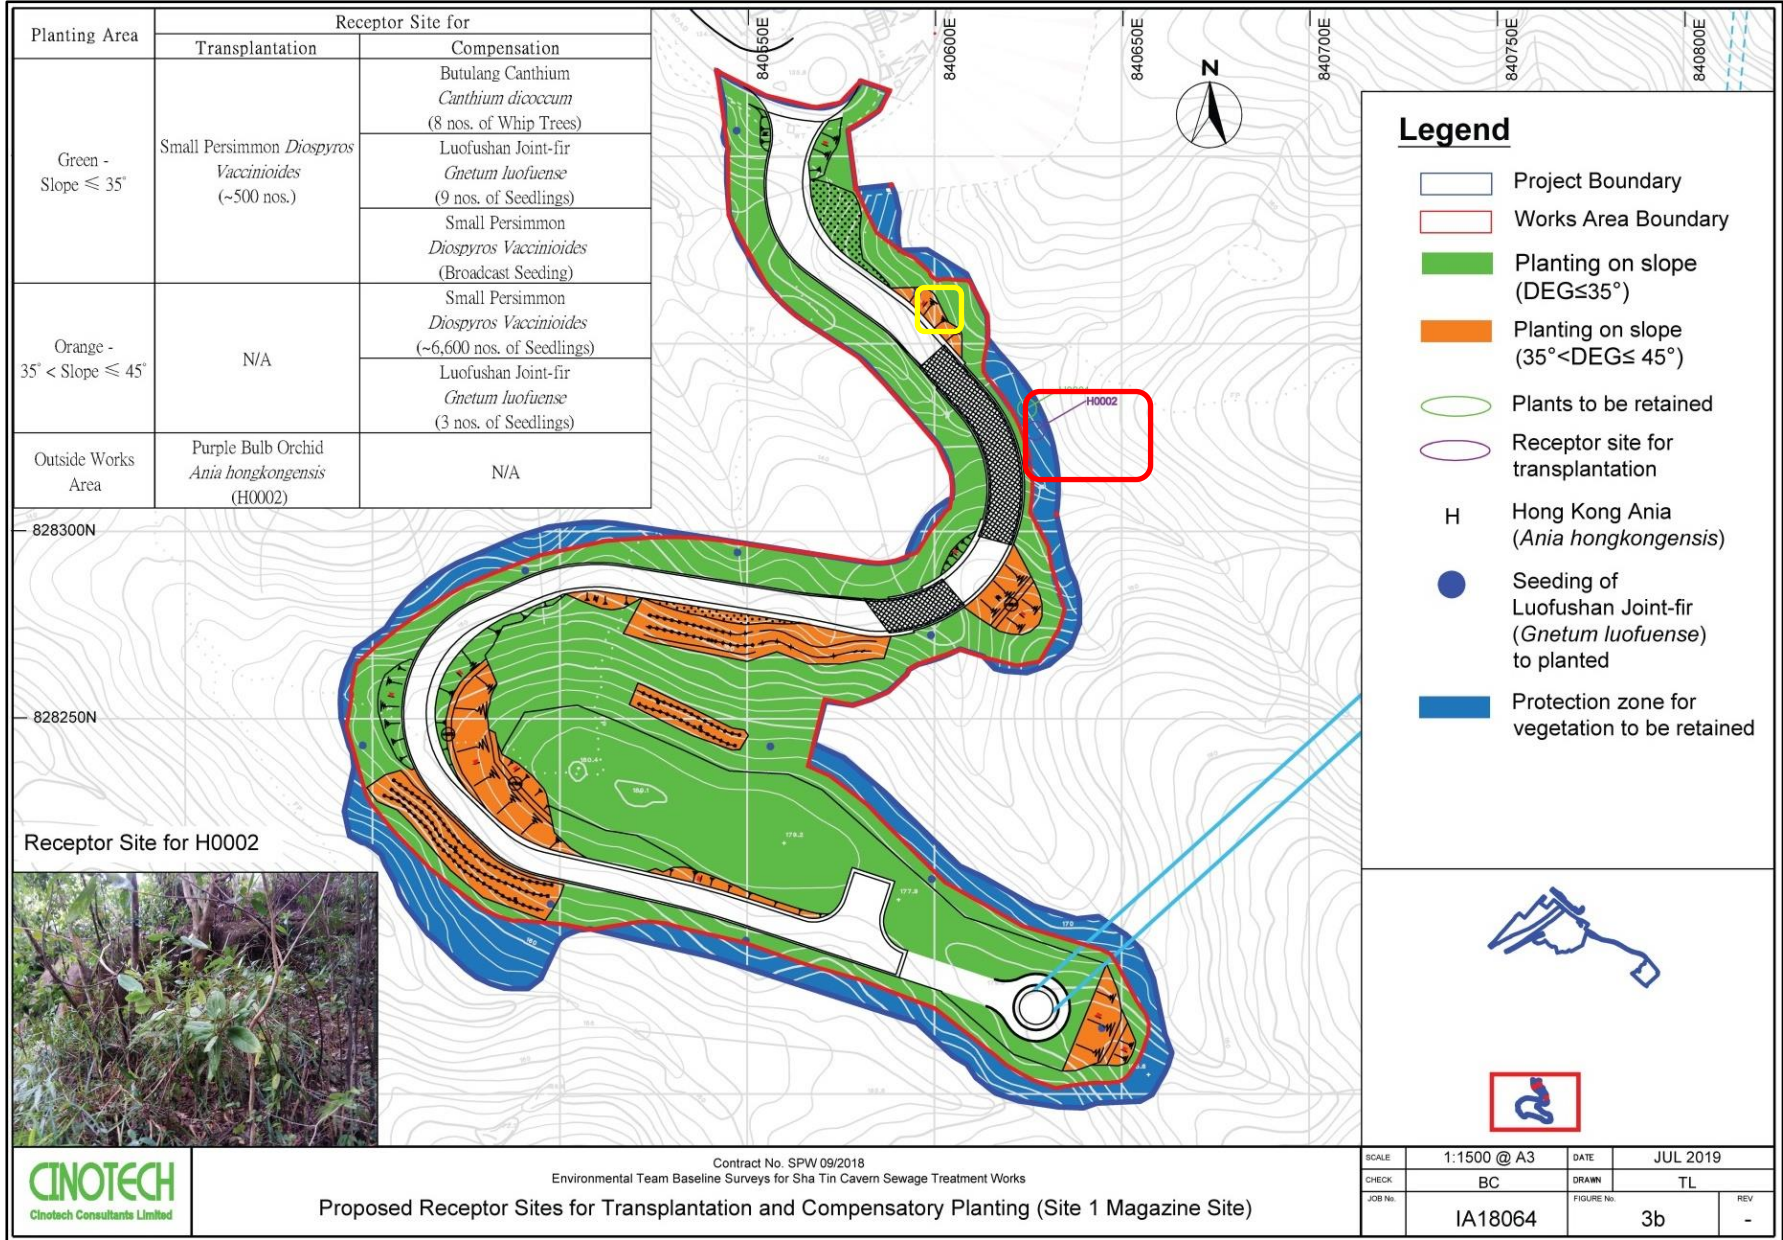 Planting Area
Receptor Site for
Transplantation
Compensation
Green -
Slope ≦ 35°
Small Persimmon Diospyros
Vaccinioides
(~500 nos.)
Butulang Canthium
Canthium dicoccum
(8 nos. of Whip Trees)
Luofushan Joint-fir
Gnetum luofuense
(9 nos. of Seedlings)
Small Persimmon
Diospyros Vaccinioides
(Broadcast Seeding)
Orange -
35° < Slope ≦ 45°
N/A
Small Persimmon
Diospyros Vaccinioides
(~6,600 nos. of Seedlings)
Luofushan Joint-fir
Gnetum luofuense
(3 nos. of Seedlings)
Outside Works
Area
Purple Bulb Orchid
Ania hongkongensis
(H0002)
N/A
840550E
840600E
840650E
840700E
840750E
840800E
N
828300N
828250N
H0002
180.4
180.1
179.2
177.8
170
Receptor Site for H0002
Legend
Project Boundary
Works Area Boundary
Planting on slope
(DEG≤35°)
Planting on slope
(35°<DEG≤ 45°)
Plants to be retained
Receptor site for
transplantation
H
Hong Kong Ania
(Ania hongkongensis)
Seeding of
Luofushan Joint-fir
(Gnetum luofuense)
to planted
Protection zone for
vegetation to be retained
CINOTECH
Cinotech Consultants Limited
Contract No. SPW 09/2018
Environmental Team Baseline Surveys for Sha Tin Cavern Sewage Treatment Works
Proposed Receptor Sites for Transplantation and Compensatory Planting (Site 1 Magazine Site)
SCALE
1:1500 @ A3
DATE
JUL 2019
CHECK
BC
DRAWN
TL
JOB No.
IA18064
FIGURE No.
3b
REV
-